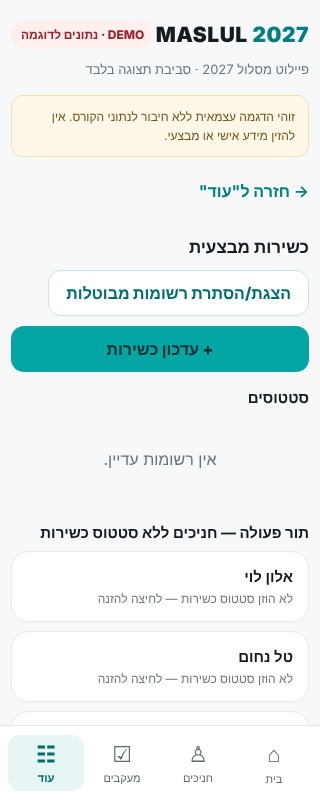 MASLUL 2027
DEMO · נתונים לדוגמה
פיילוט מסלול 2027 · סביבת תצוגה בלבד
זוהי הדגמה עצמאית ללא חיבור לנתוני הקורס. אין
להזין מידע אישי או מבצעי.
→ חזרה ל"עוד"
כשירות מבצעית
הצגת/הסתרת רשומות מבוטלות
+ עדכון כשירות
סטטוסים
אין רשומות עדיין.
תור פעולה — חניכים ללא סטטוס כשירות
אלון לוי
לא הוזן סטטוס כשירות — לחיצה להזנה
טל נחום
לא הוזן סטטוס כשירות — לחיצה להזנה
בית
חניכים
מעקבים
עוד